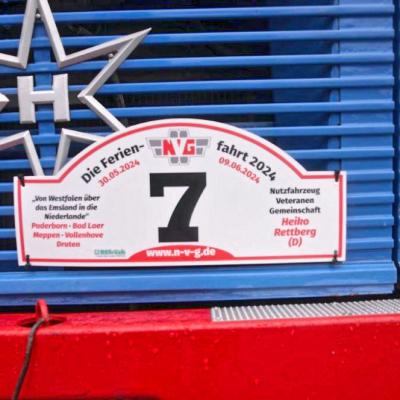 H
Die Ferien- NVG fahrt 2024
30.05.2024 09.06.2024
„Von Westfalen über
das Emsland in die
Niederlande"
Paderborn - Bad Laer
Meppen - Vollenhove
Druten
7
Nutzfahrzeug
Veteranen
Gemeinschaft
Heiko
Rettberg
(D)
www.n-v-g.de